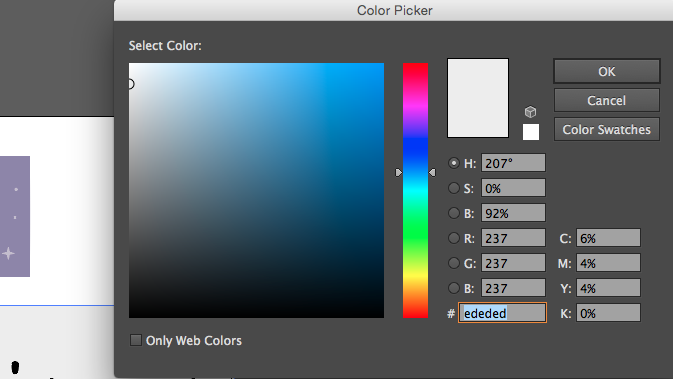 Color Picker
Select Color:
OK
Cancel
Color Swatches
H: 207°
S: 0%
B: 92%
R: 237 C: 6%
G: 237 M: 4%
B: 237 Y: 4%
# ededed K: 0%
Only Web Colors